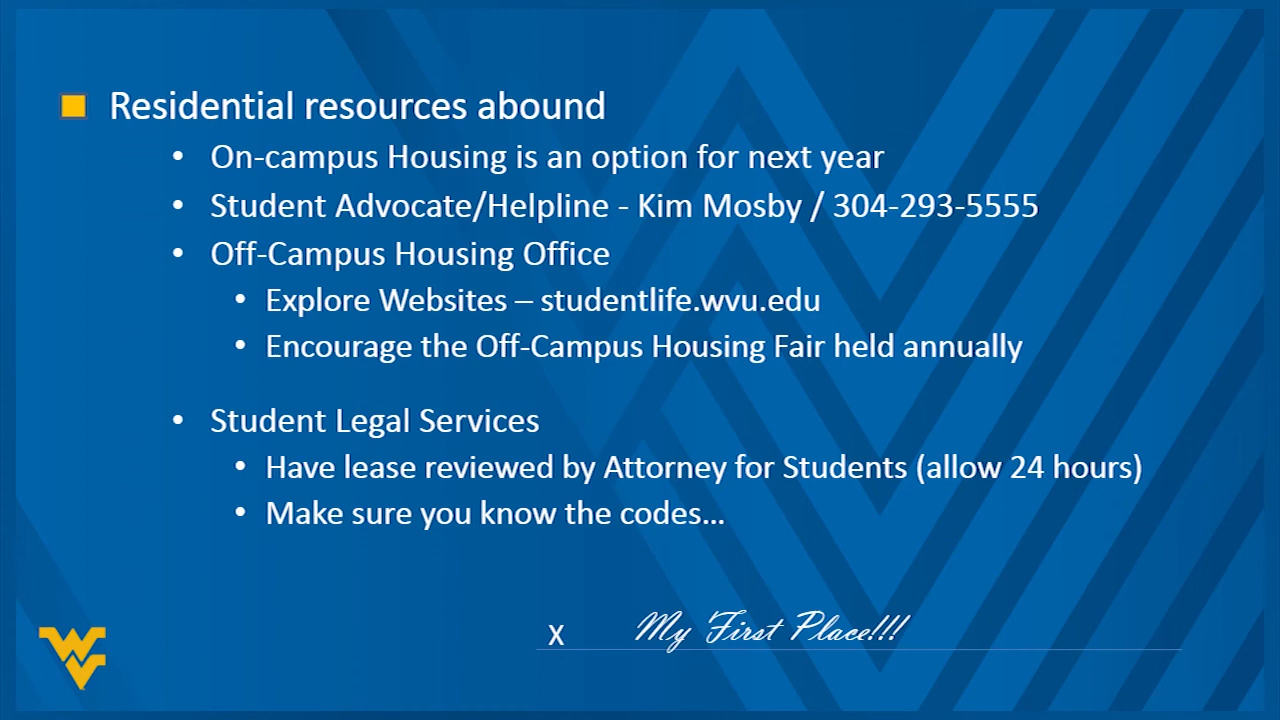 Residential resources abound
• On-campus Housing is an option for next year
• Student Advocate/Helpline - Kim Mosby / 304-293-5555
• Off-Campus Housing Office
• Explore Websites – studentlife.wvu.edu
• Encourage the Off-Campus Housing Fair held annually
• Student Legal Services
• Have lease reviewed by Attorney for Students (allow 24 hours)
• Make sure you know the codes…
X My First Place!!!
WV